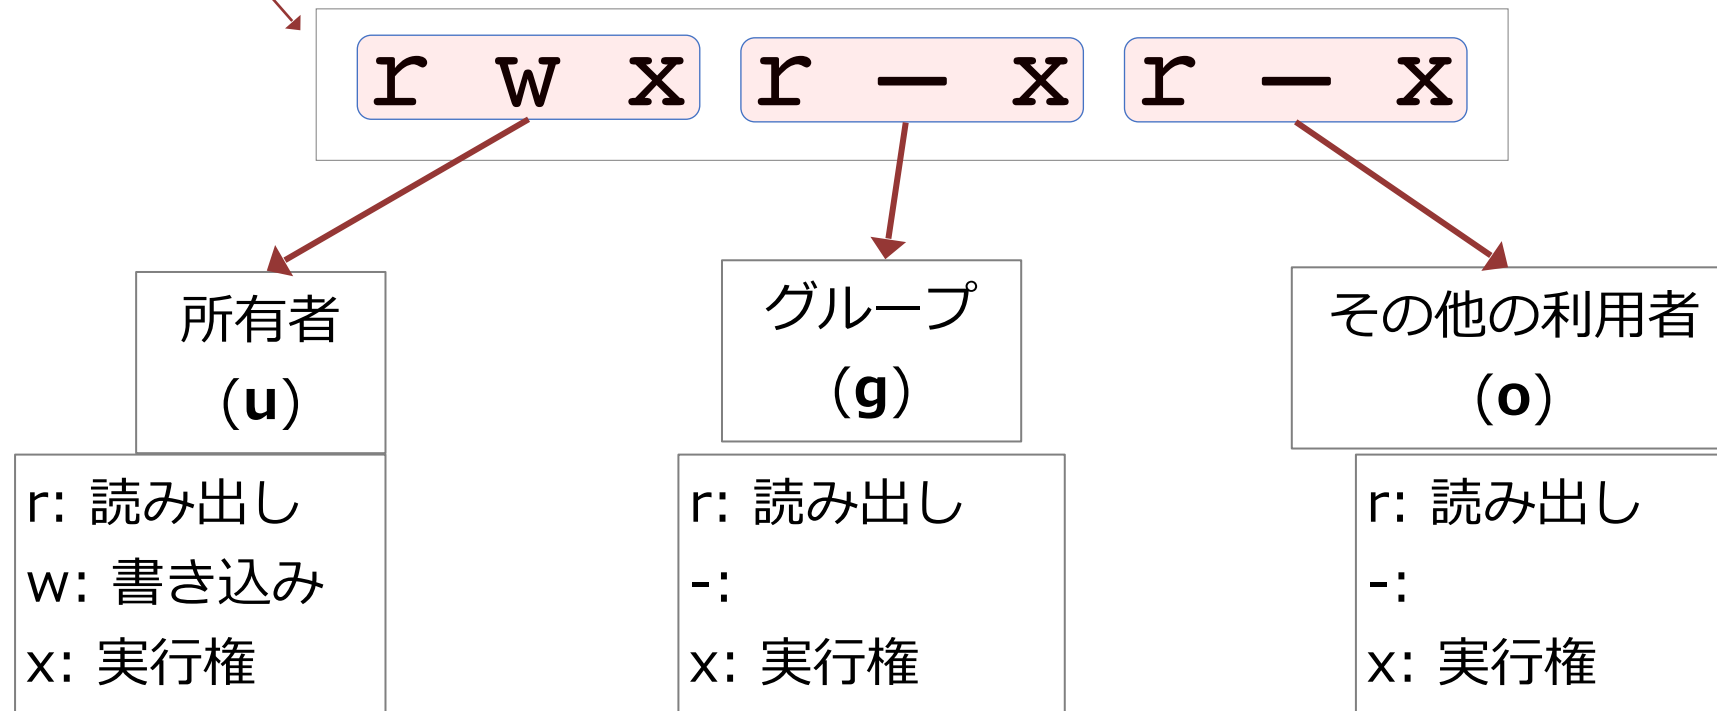 r w x r - x r - x
所有者
(u)
r: 読み出し
w: 書き込み
x: 実行権
グループ
(g)
r: 読み出し
-:
x: 実行権
その他の利用者
(o)
r: 読み出し
-:
x: 実行権